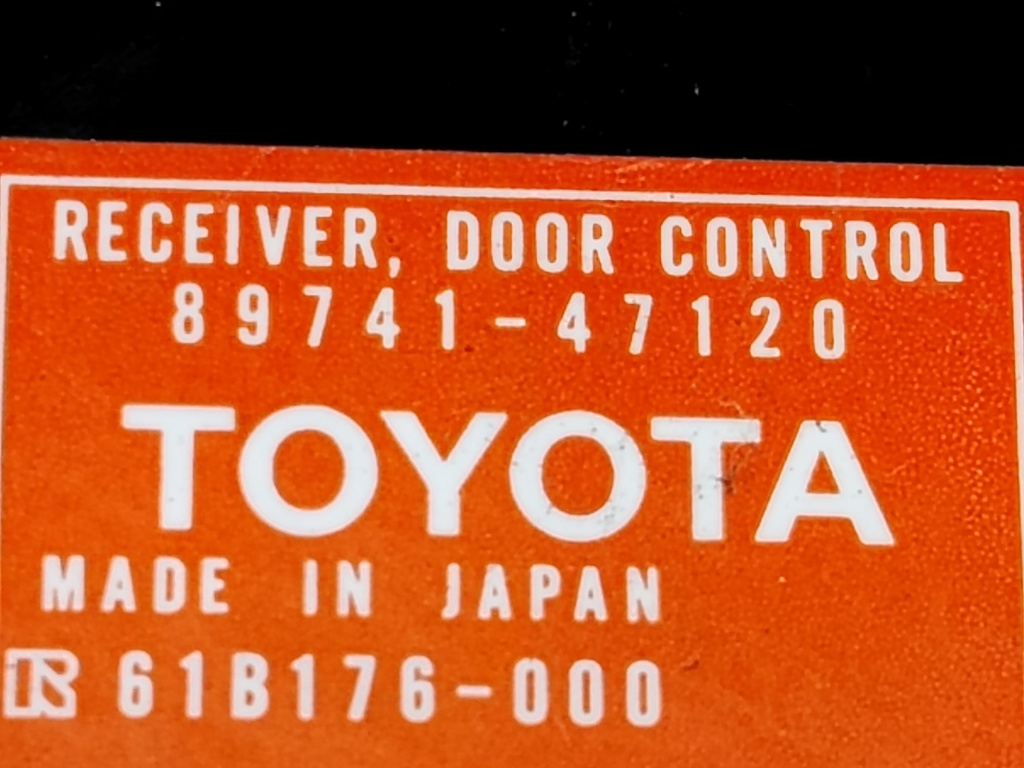 RECEIVER, DOOR CONTROL
89741-47120
TOYOTA
MADE IN JAPAN
61B176-000